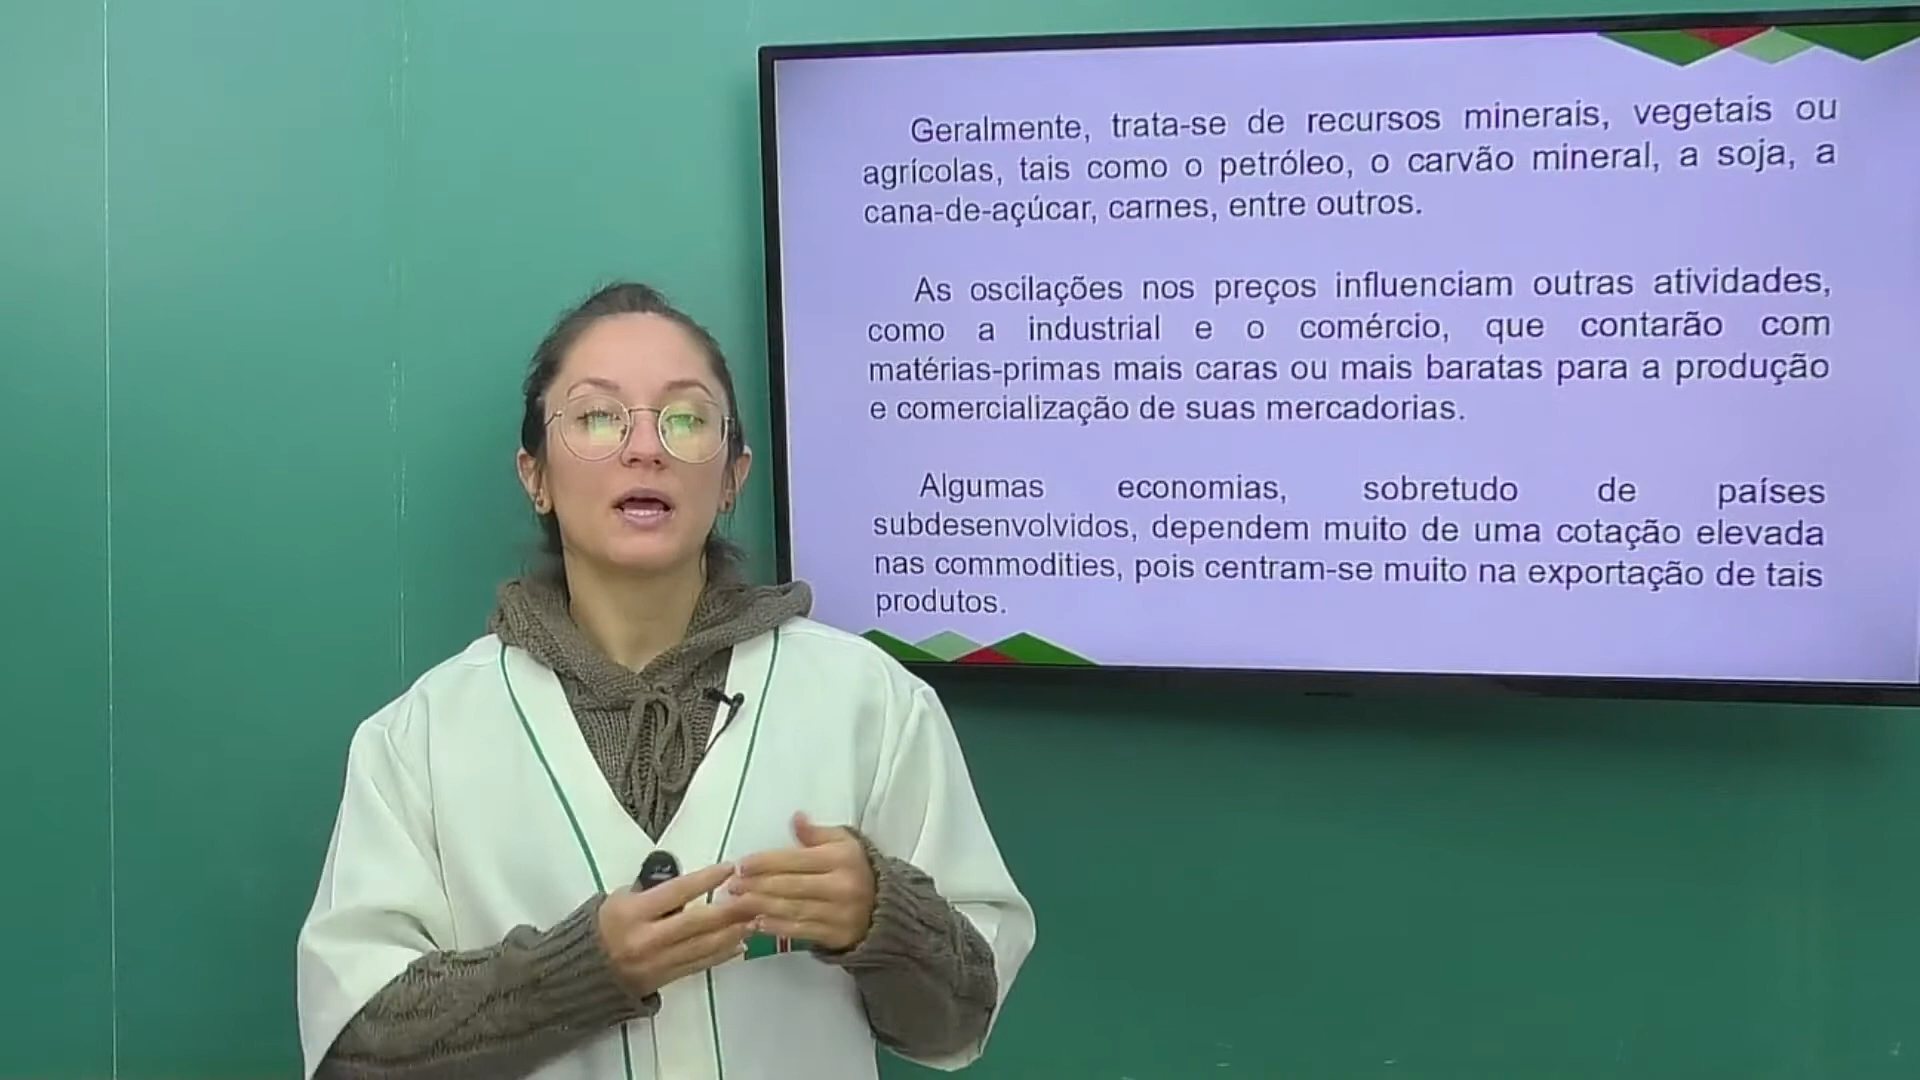 Geralmente, trata-se de recursos minerais, vegetais ou
agrícolas, tais como o petróleo, o carvão mineral, a soja, a
cana-de-açúcar, carnes, entre outros.
As oscilações nos preços influenciam outras atividades,
como a industrial e o comércio, que contarão com
matérias-primas mais caras ou mais baratas para a produção
e comercialização de suas mercadorias.
Algumas economias, sobretudo de países
subdesenvolvidos, dependem muito de uma cotação elevada
nas commodities, pois centram-se muito na exportação de tais
produtos.